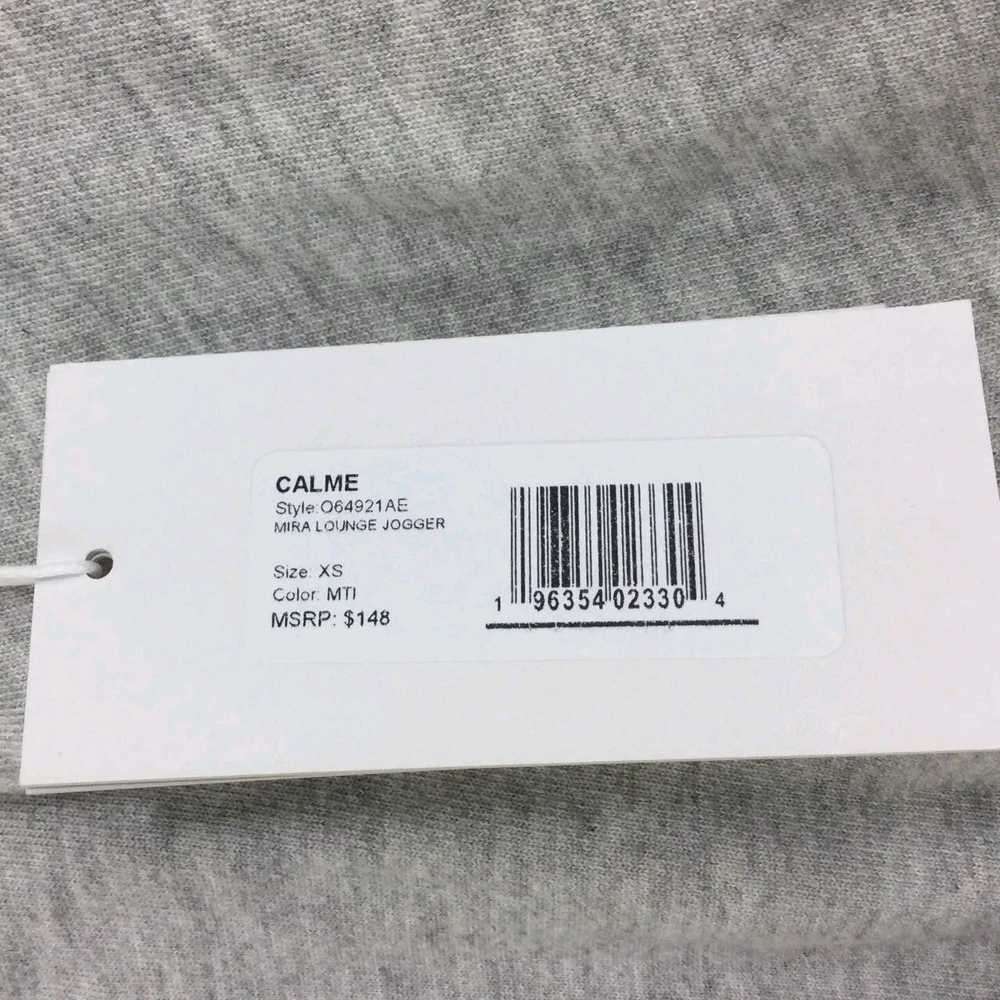 CALME
Style:O64921AE
MIRA LOUNGE JOGGER
Size: XS
Color: MTI
MSRP: $148
1 96354 02330 4